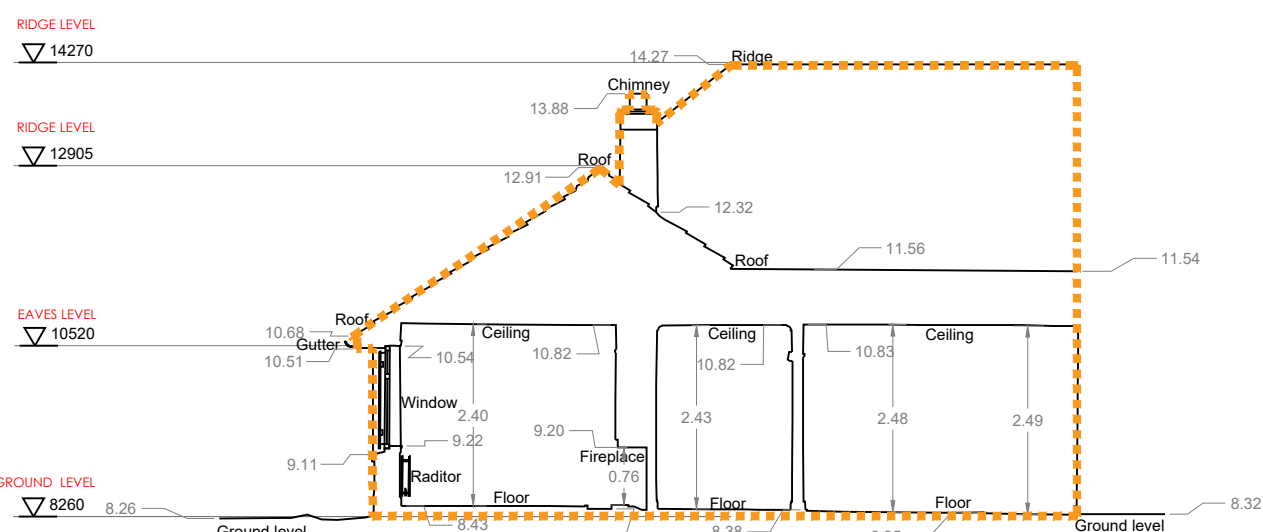 RIDGE LEVEL
14270
14.27
Ridge
Chimney
13.88
RIDGE LEVEL
12905
Roof
12.91
12.32
Roof
11.56
11.54
EAVES LEVEL
10520
Roof
10.68
Gutter
10.51
10.54
Ceiling
10.82
Ceiling
10.82
10.83
Ceiling
Window
2.40
2.43
2.48
2.49
9.22
9.20
9.11
Fireplace
0.76
Raditor
GROUND LEVEL
8260
8.26
Floor
8.43
Floor
8.38
Floor
8.32
Ground level
Ground level